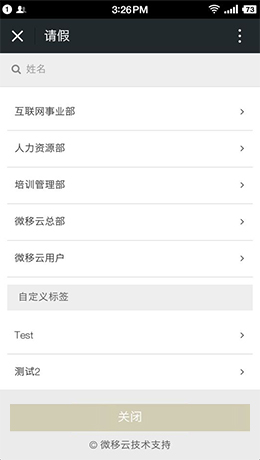 1 3:26PM 73
请假
姓名
互联网事业部
人力资源部
培训管理部
微移云总部
微移云用户
自定义标签
Test
测试2
关闭
© 微移云技术支持